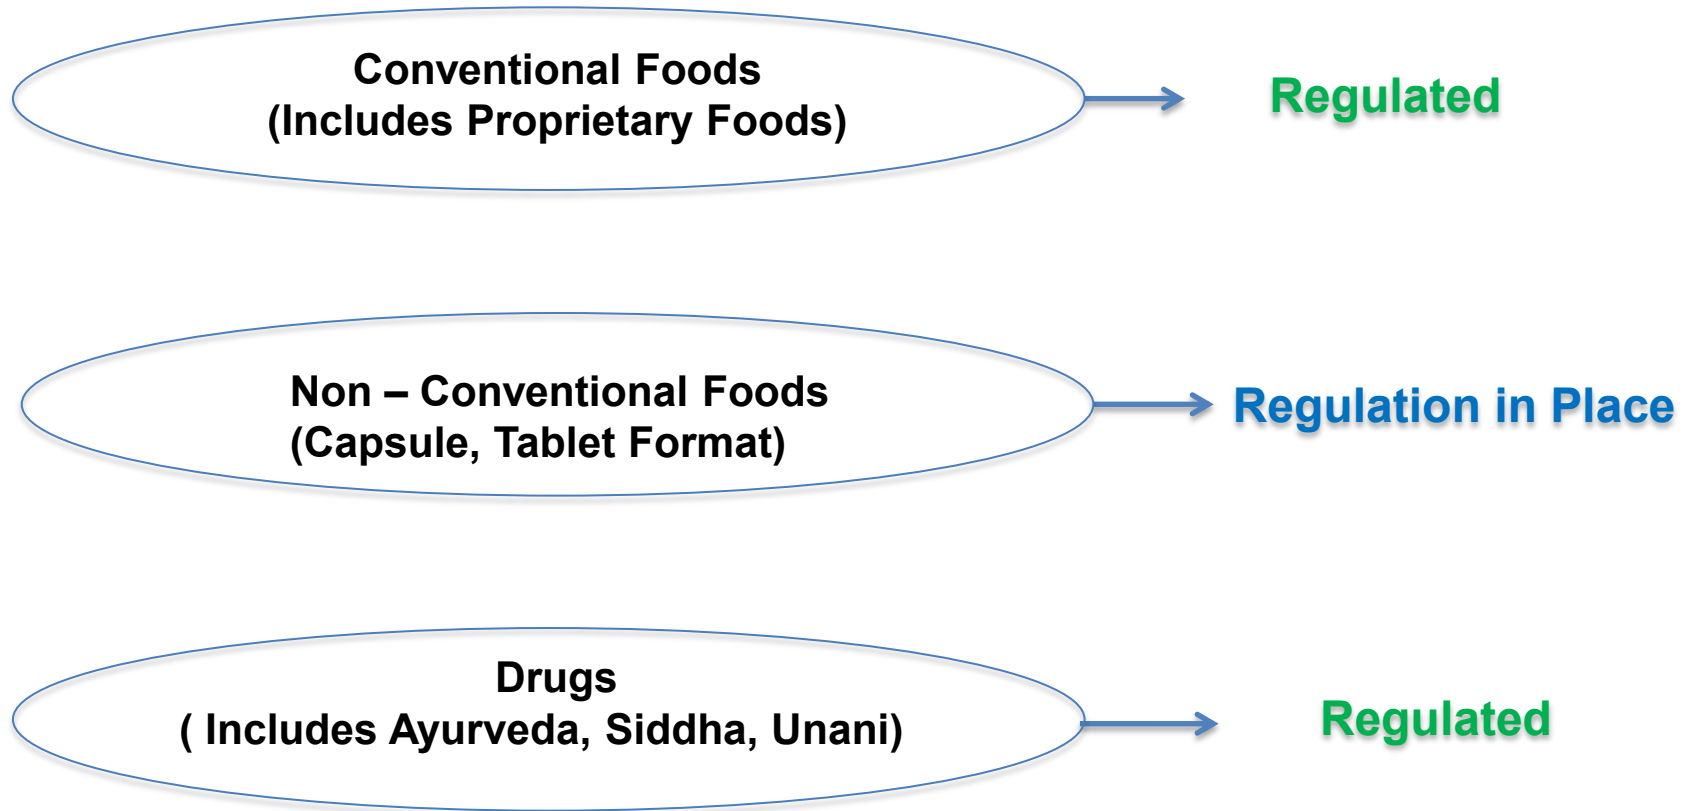 Conventional Foods
(Includes Proprietary Foods)
Regulated
Non – Conventional Foods
(Capsule, Tablet Format)
Regulation in Place
Drugs
( Includes Ayurveda, Siddha, Unani)
Regulated